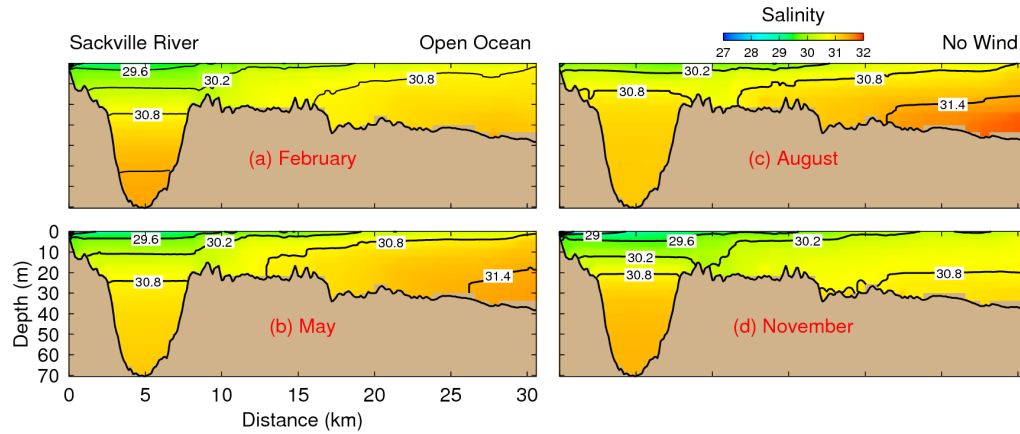 Salinity
27 28 29 30 31 32
Sackville River
Open Ocean
No Wind
29.6
30.2
30.8
30.8
(a) February
30.2
30.8
30.8
31.4
(c) August
0
10
20
30
40
50
60
70
Depth (m)
29.6
30.2
30.8
30.8
31.4
(b) May
0 5 10 15 20 25 30
Distance (km)
29
29.6
30.2
30.2
30.8
30.8
(d) November